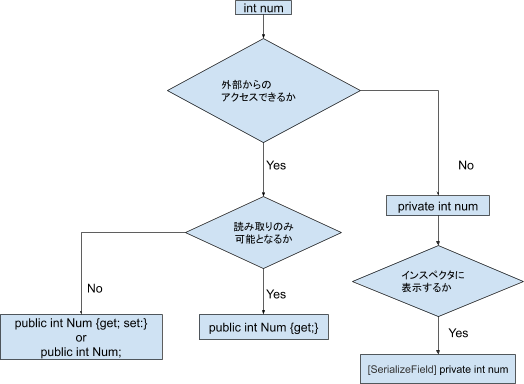 int num
外部からの
アクセスできるか
Yes
No
private int num
読み取りのみ
可能となるか
インスペクタに
表示するか
No
Yes
public int Num {get; set:}
or
public int Num;
public int Num {get;}
Yes
[SerializeField] private int num